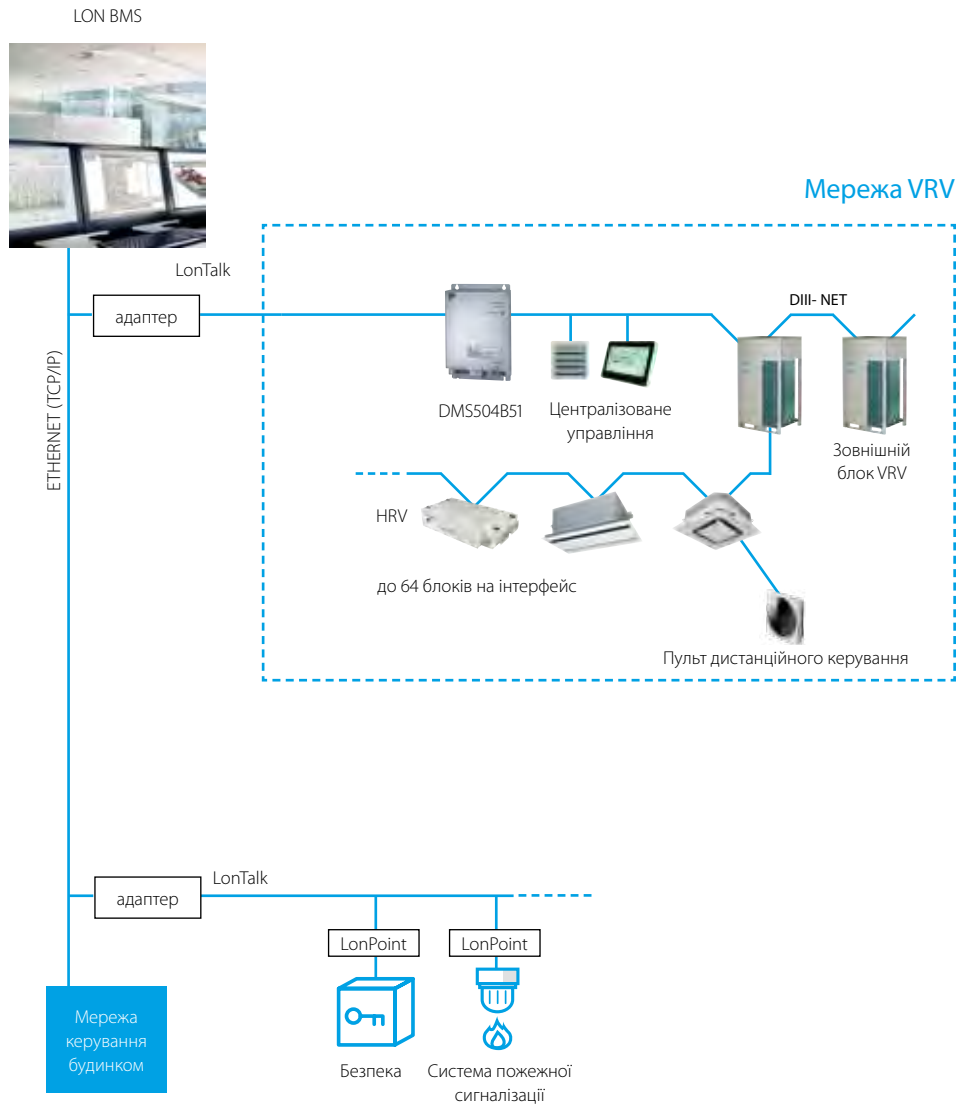 LON BMS
Мережа VRV
LonTalk
адаптер
DIII- NET
ETHERNET (TCP/IP)
DMS504B51
Централізоване
управління
Зовнішній
блок VRV
HRV
до 64 блоків на інтерфейс
Пульт дистанційного керування
LonTalk
адаптер
LonPoint
LonPoint
Мережа
керування
будинком
Безпека
Система пожежної
сигналізації